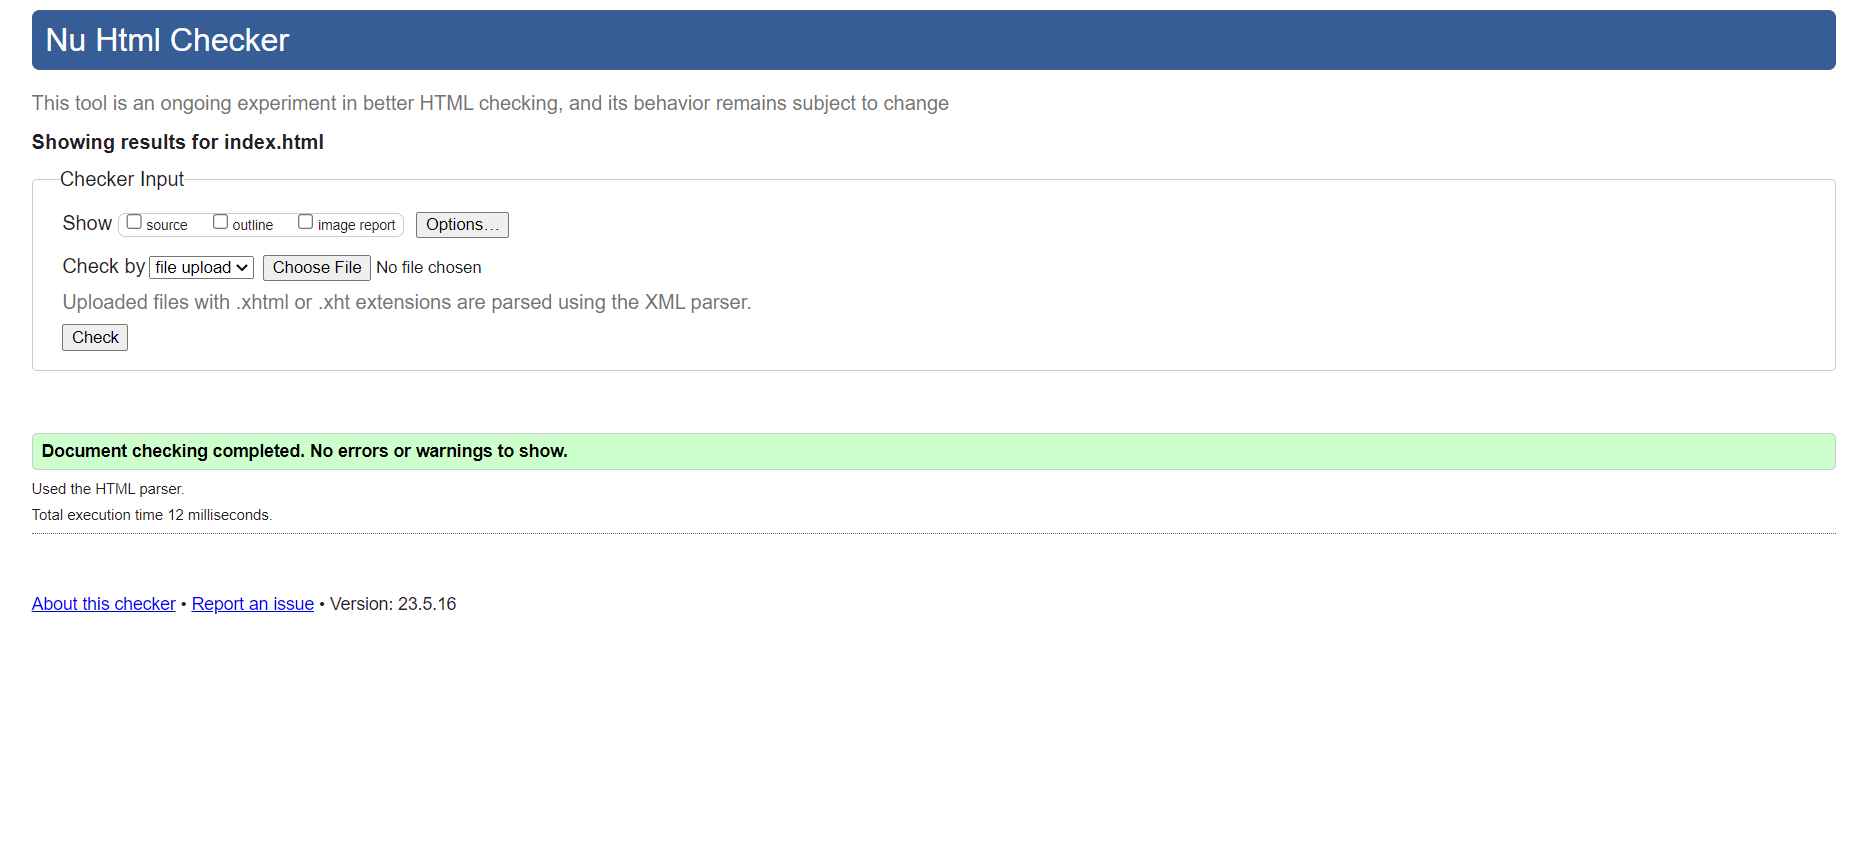 Nu Html Checker
This tool is an ongoing experiment in better HTML checking, and its behavior remains subject to change
Showing results for index.html
Checker Input
Show source outline image report Options…
Check by file upload Choose File No file chosen
Uploaded files with .xhtml or .xht extensions are parsed using the XML parser.
Check
Document checking completed. No errors or warnings to show.
Used the HTML parser.
Total execution time 12 milliseconds.
About this checker • Report an issue • Version: 23.5.16